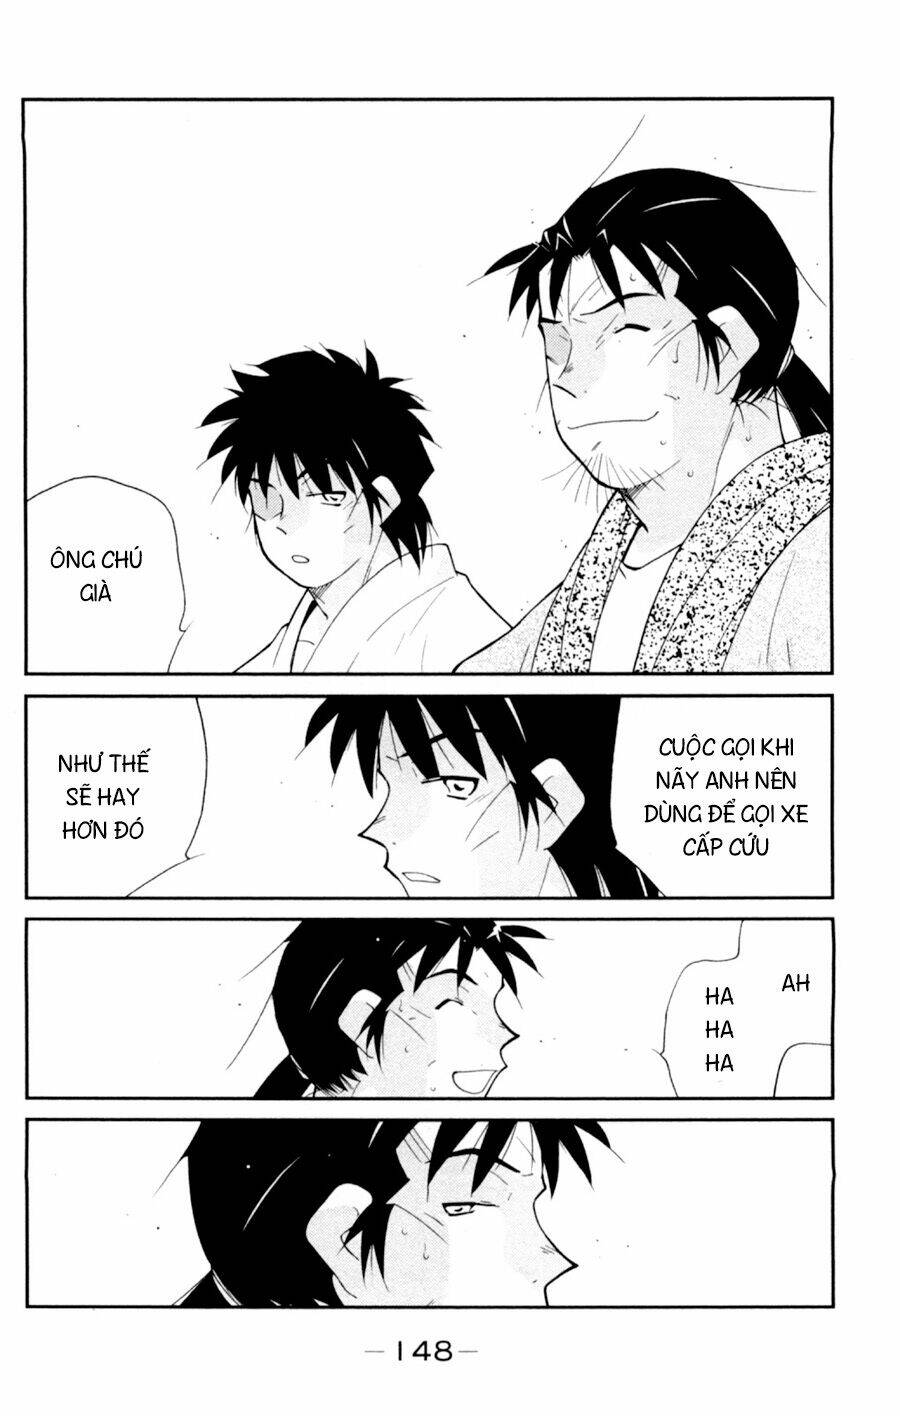 ÔNG CHÚ
GIÀ
CUỘC GỌI KHI
NÃY ANH NÊN
DÙNG ĐỂ GỌI XE
CẤP CỨU
NHƯ THẾ
SẼ HAY
HƠN ĐÓ
AH
HA
HA
HA
148